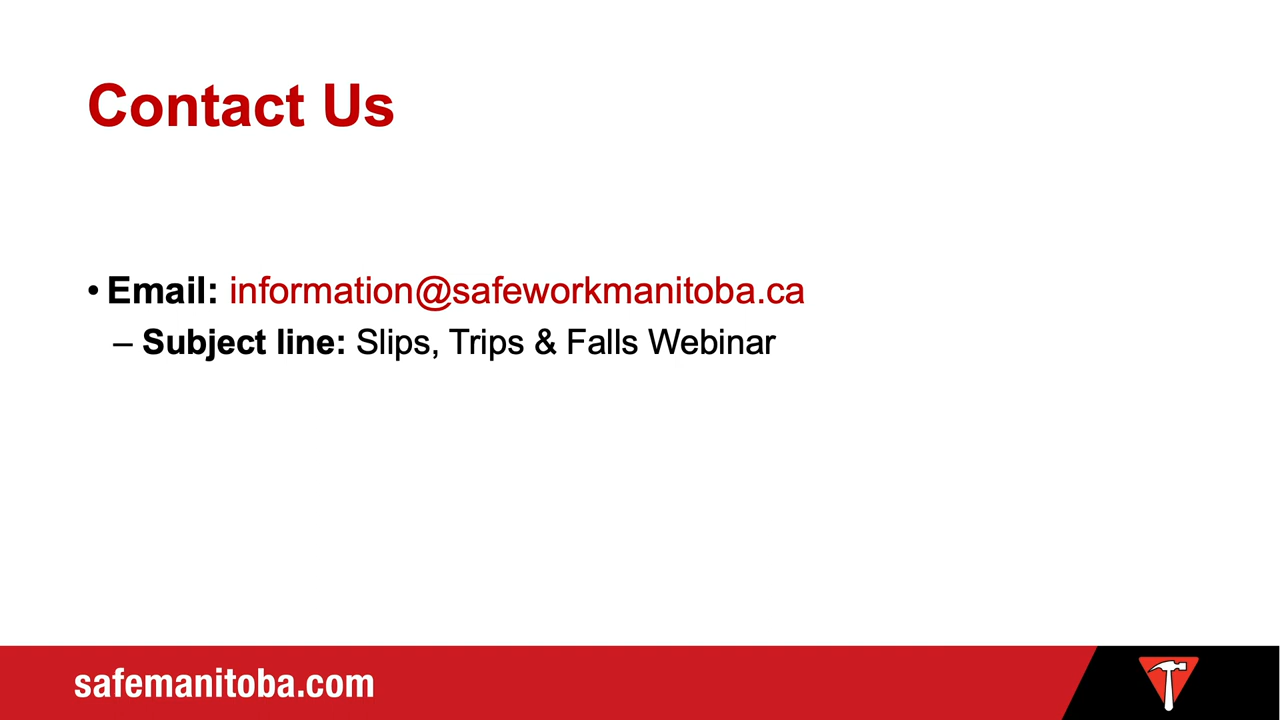 Contact Us
• Email: information@safeworkmanitoba.ca
– Subject line: Slips, Trips & Falls Webinar
safemanitoba.com